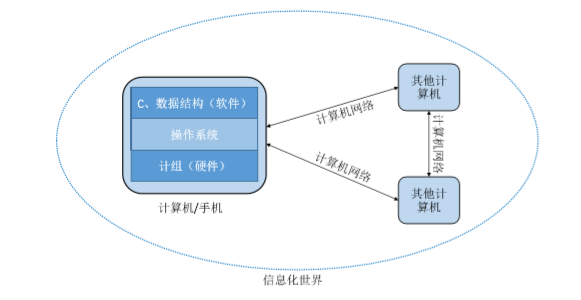 C、数据结构（软件）
操作系统
计组（硬件）
计算机/手机
计算机网络
计算机网络
其他计
算机
计算机网络
其他计
算机
信息化世界